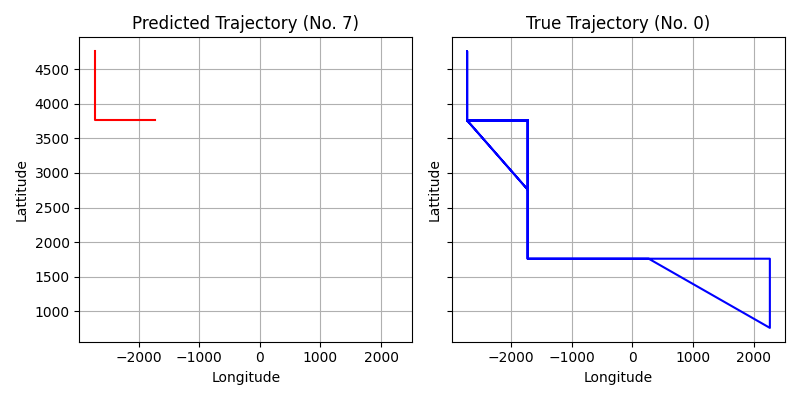 Predicted Trajectory (No. 7)
True Trajectory (No. 0)
4500
4000
3500
3000
2500
2000
1500
1000
Lattitude
Lattitude
−2000 −1000 0 1000 2000
−2000 −1000 0 1000 2000
Longitude
Longitude